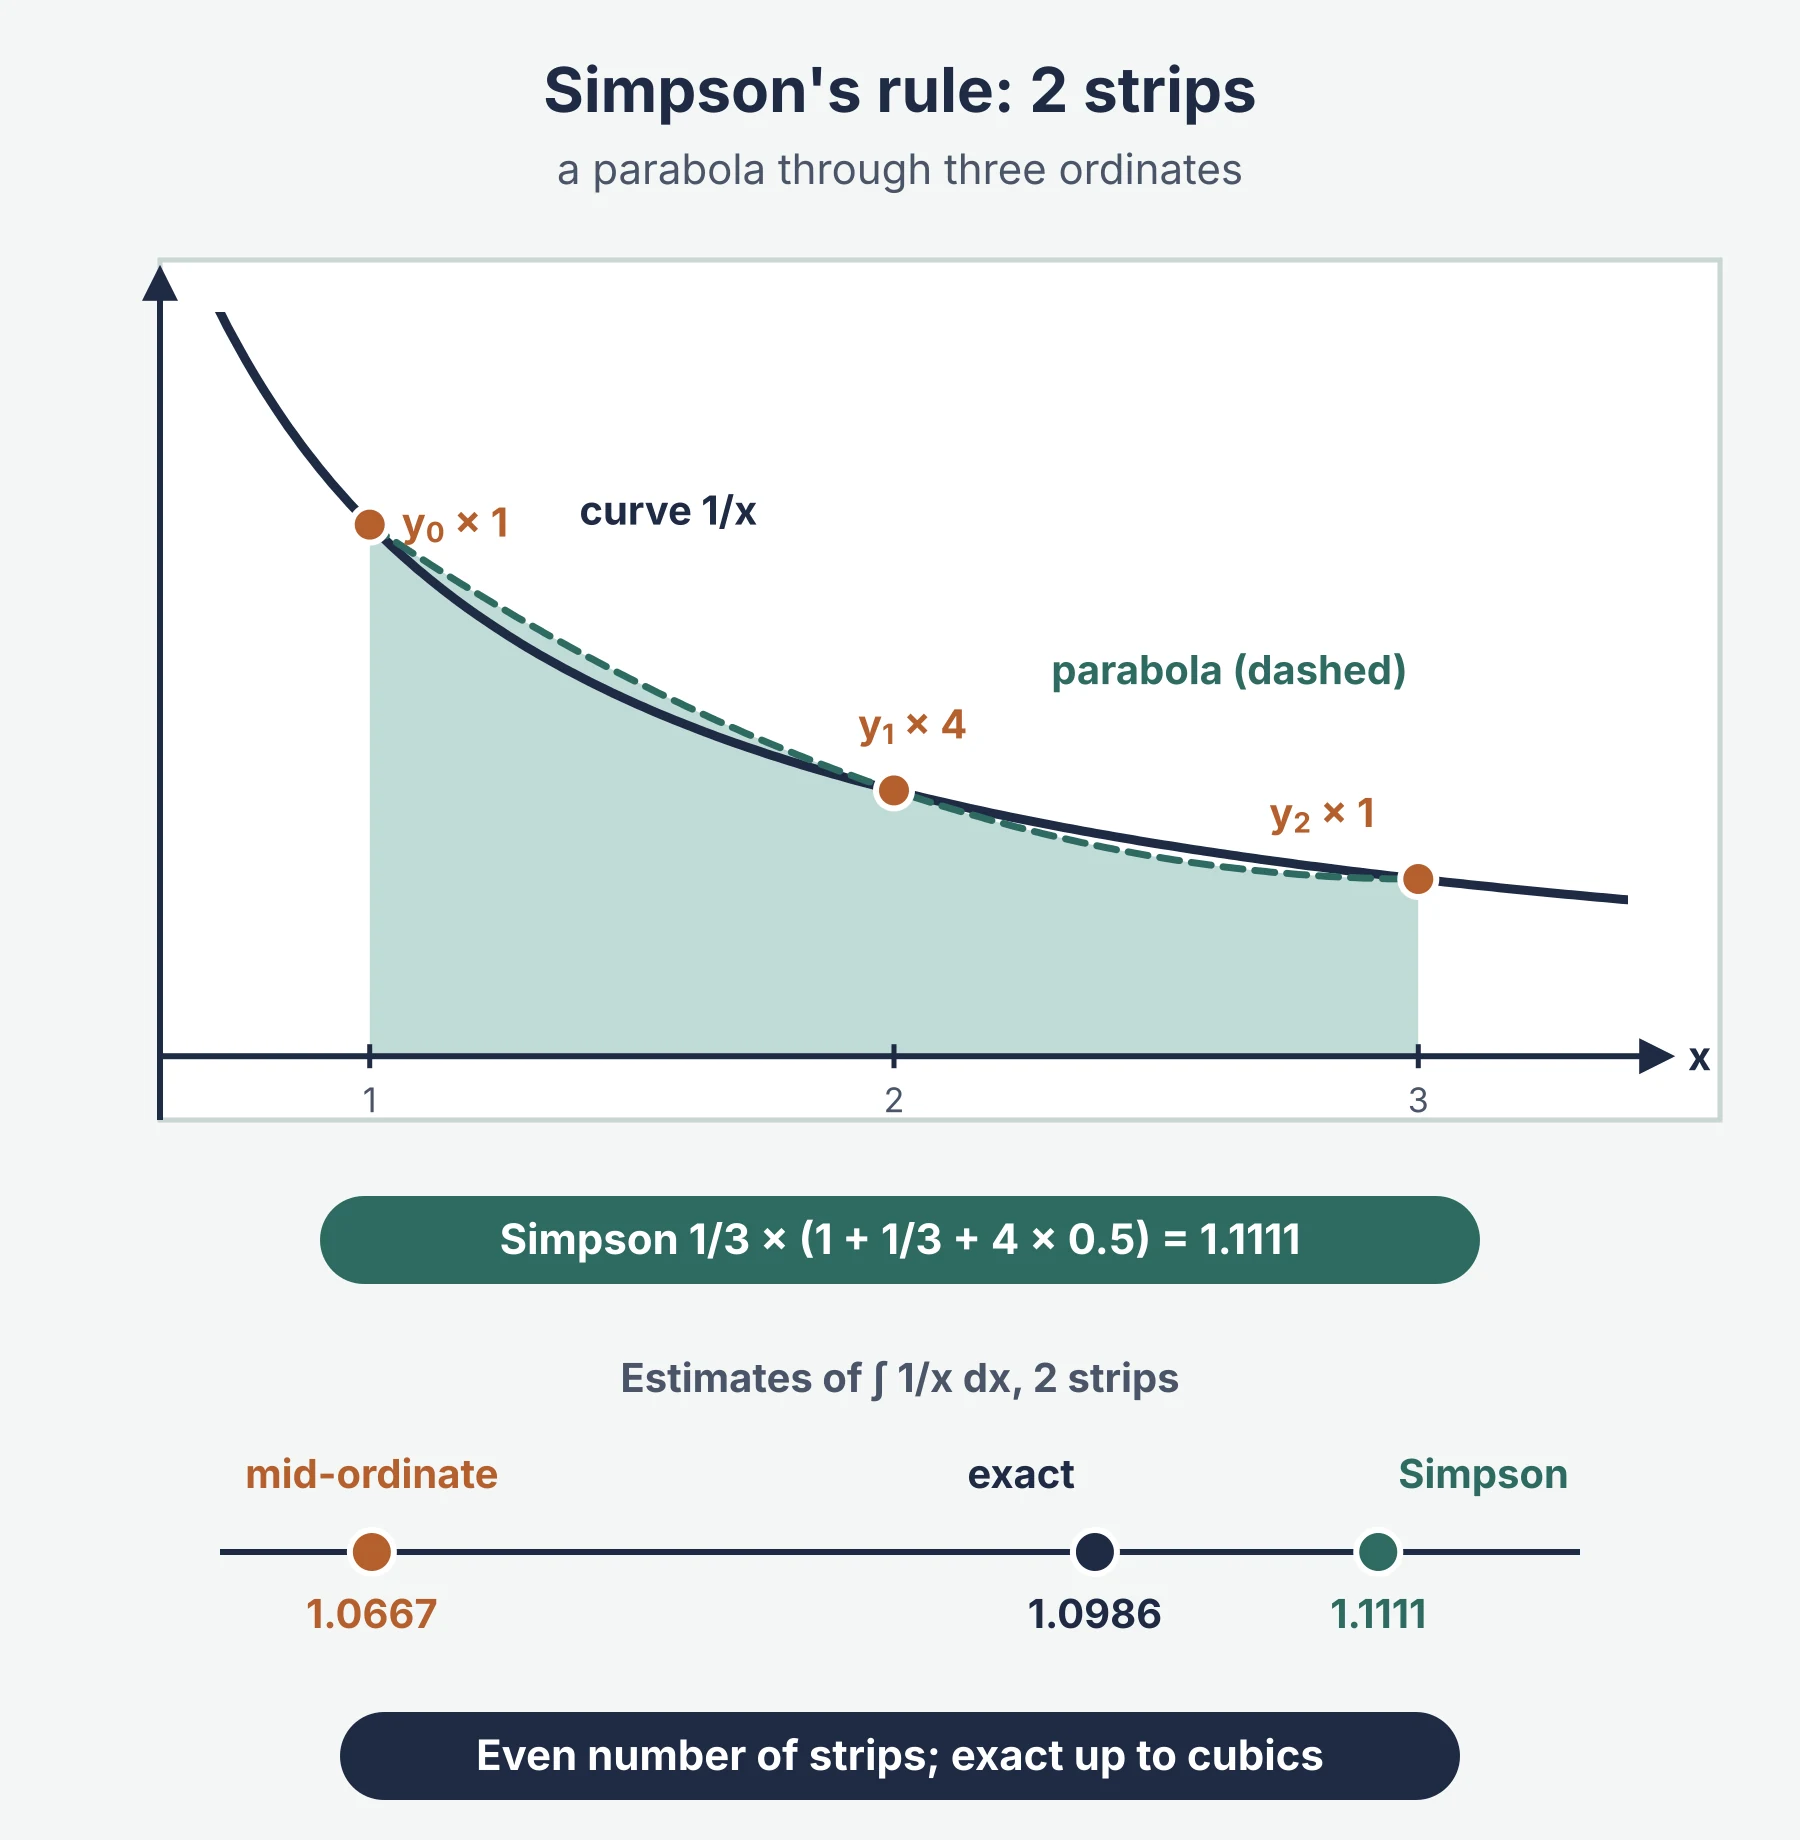 Simpson's rule: 2 strips
a parabola through three ordinates
y₀ × 1
curve 1/x
parabola (dashed)
y₁ × 4
y₂ × 1
x
1
2
3
Simpson 1/3 × (1 + 1/3 + 4 × 0.5) = 1.1111
Estimates of ∫ 1/x dx, 2 strips
mid-ordinate
exact
Simpson
1.0667
1.0986
1.1111
Even number of strips; exact up to cubics